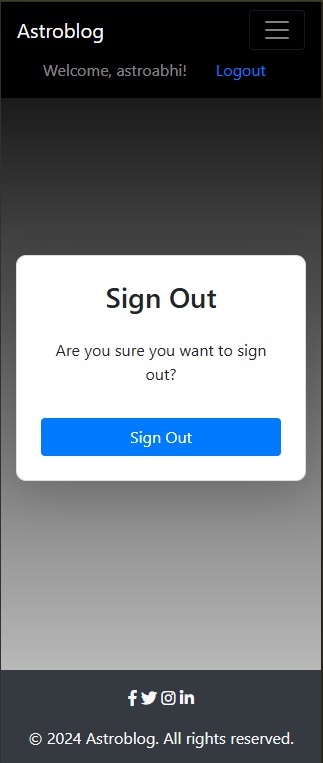 Astroblog
Welcome, astroabhi! Logout
Sign Out
Are you sure you want to sign
out?
Sign Out
© 2024 Astroblog. All rights reserved.